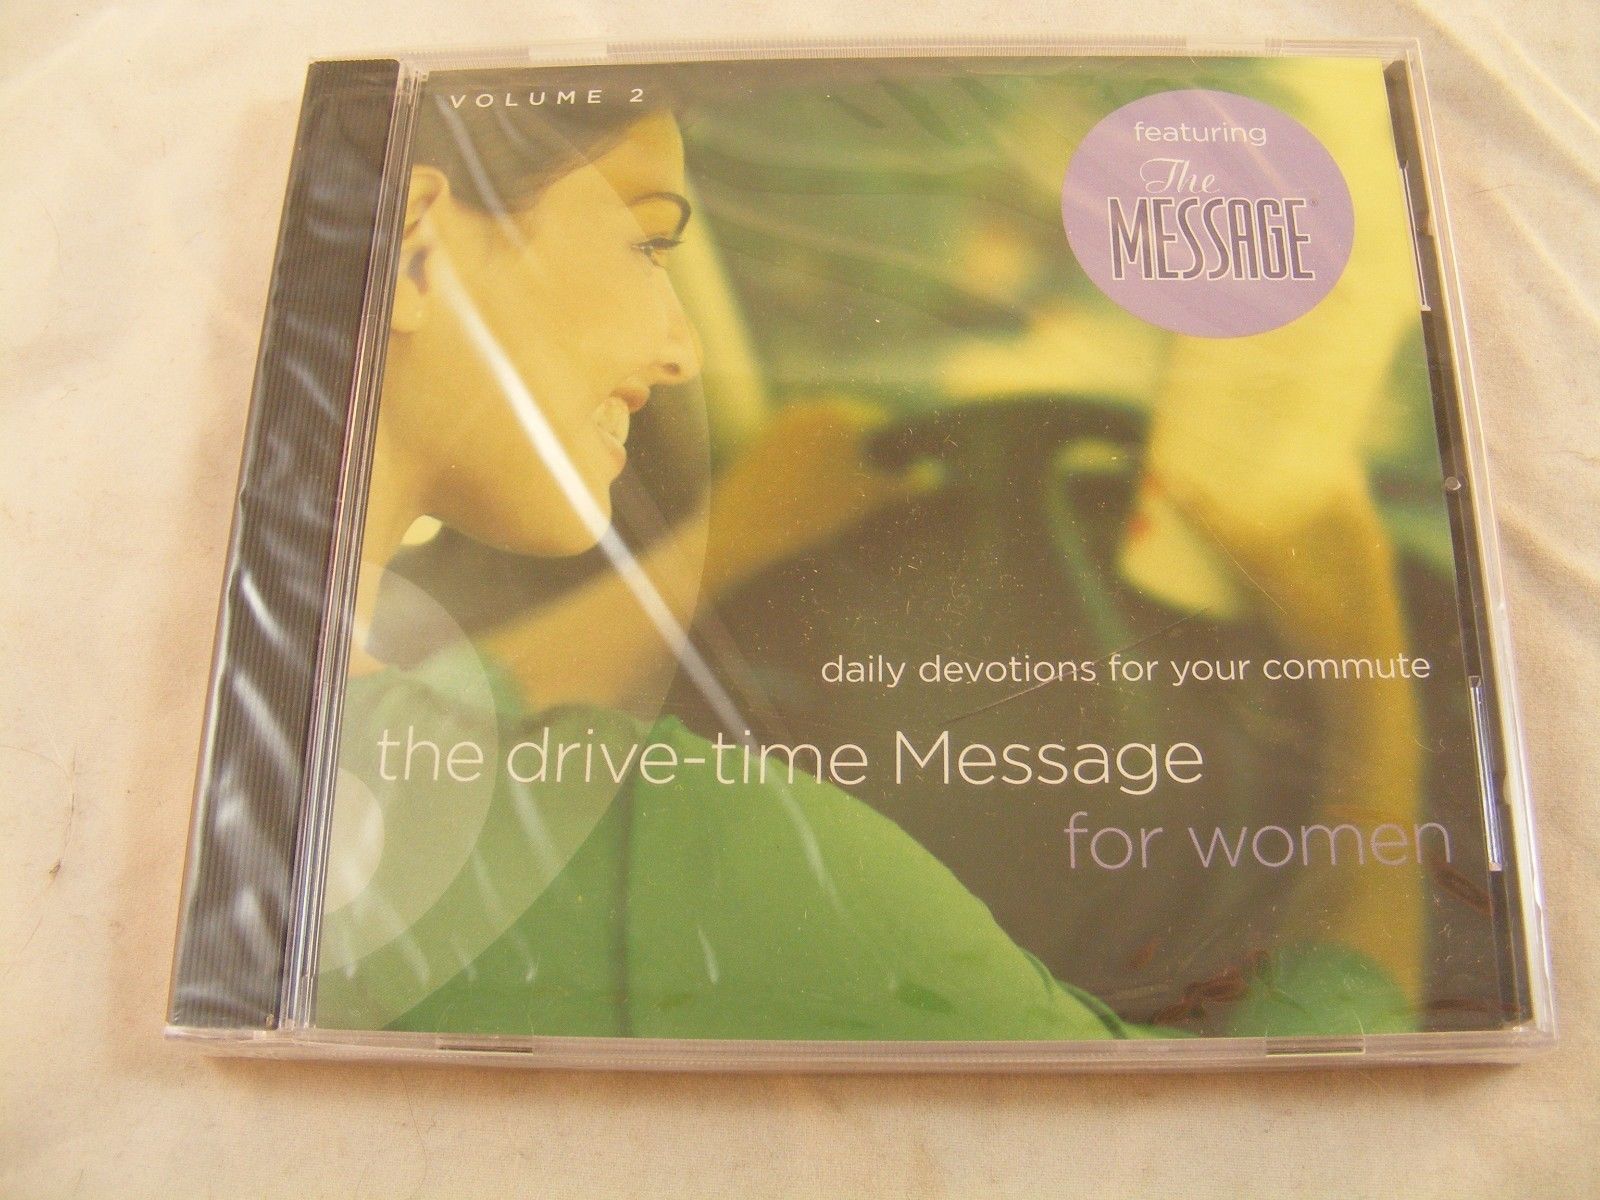 VOLUME 2
featuring
The
MESSAGE®
daily devotions for your commute
the drive-time Message
for women